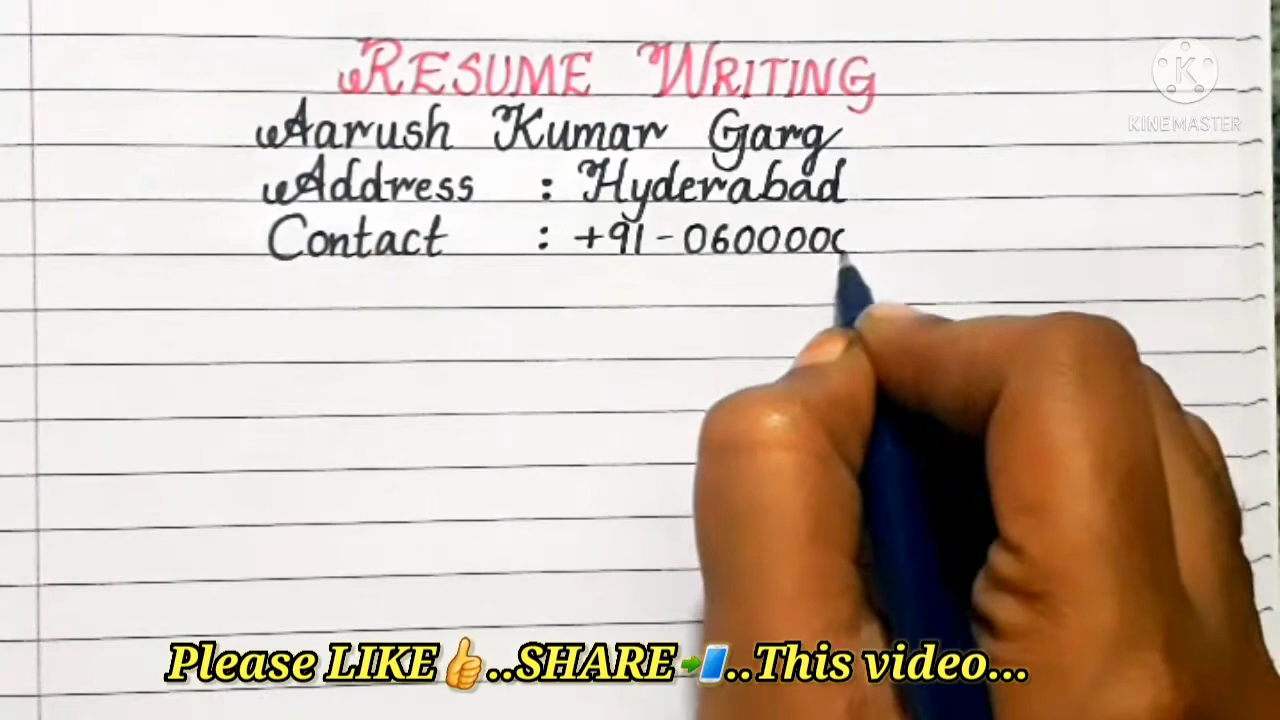 RESUME WRITING
KINEMASTER
Aarush Kumar Garg
Address : Hyderabad
Contact : +91-060000
Please LIKE👍..SHARE📲..This video...